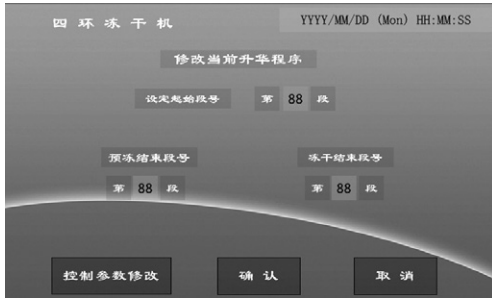 四环冻干机 YYYY/MM/DD (Mon) HH:MM:SS
修改当前升华程序
设定起始段号 第 88 段
预冻结束段号 冻干结束段号
第 88 段 第 88 段
控制参数修改 确认 取消